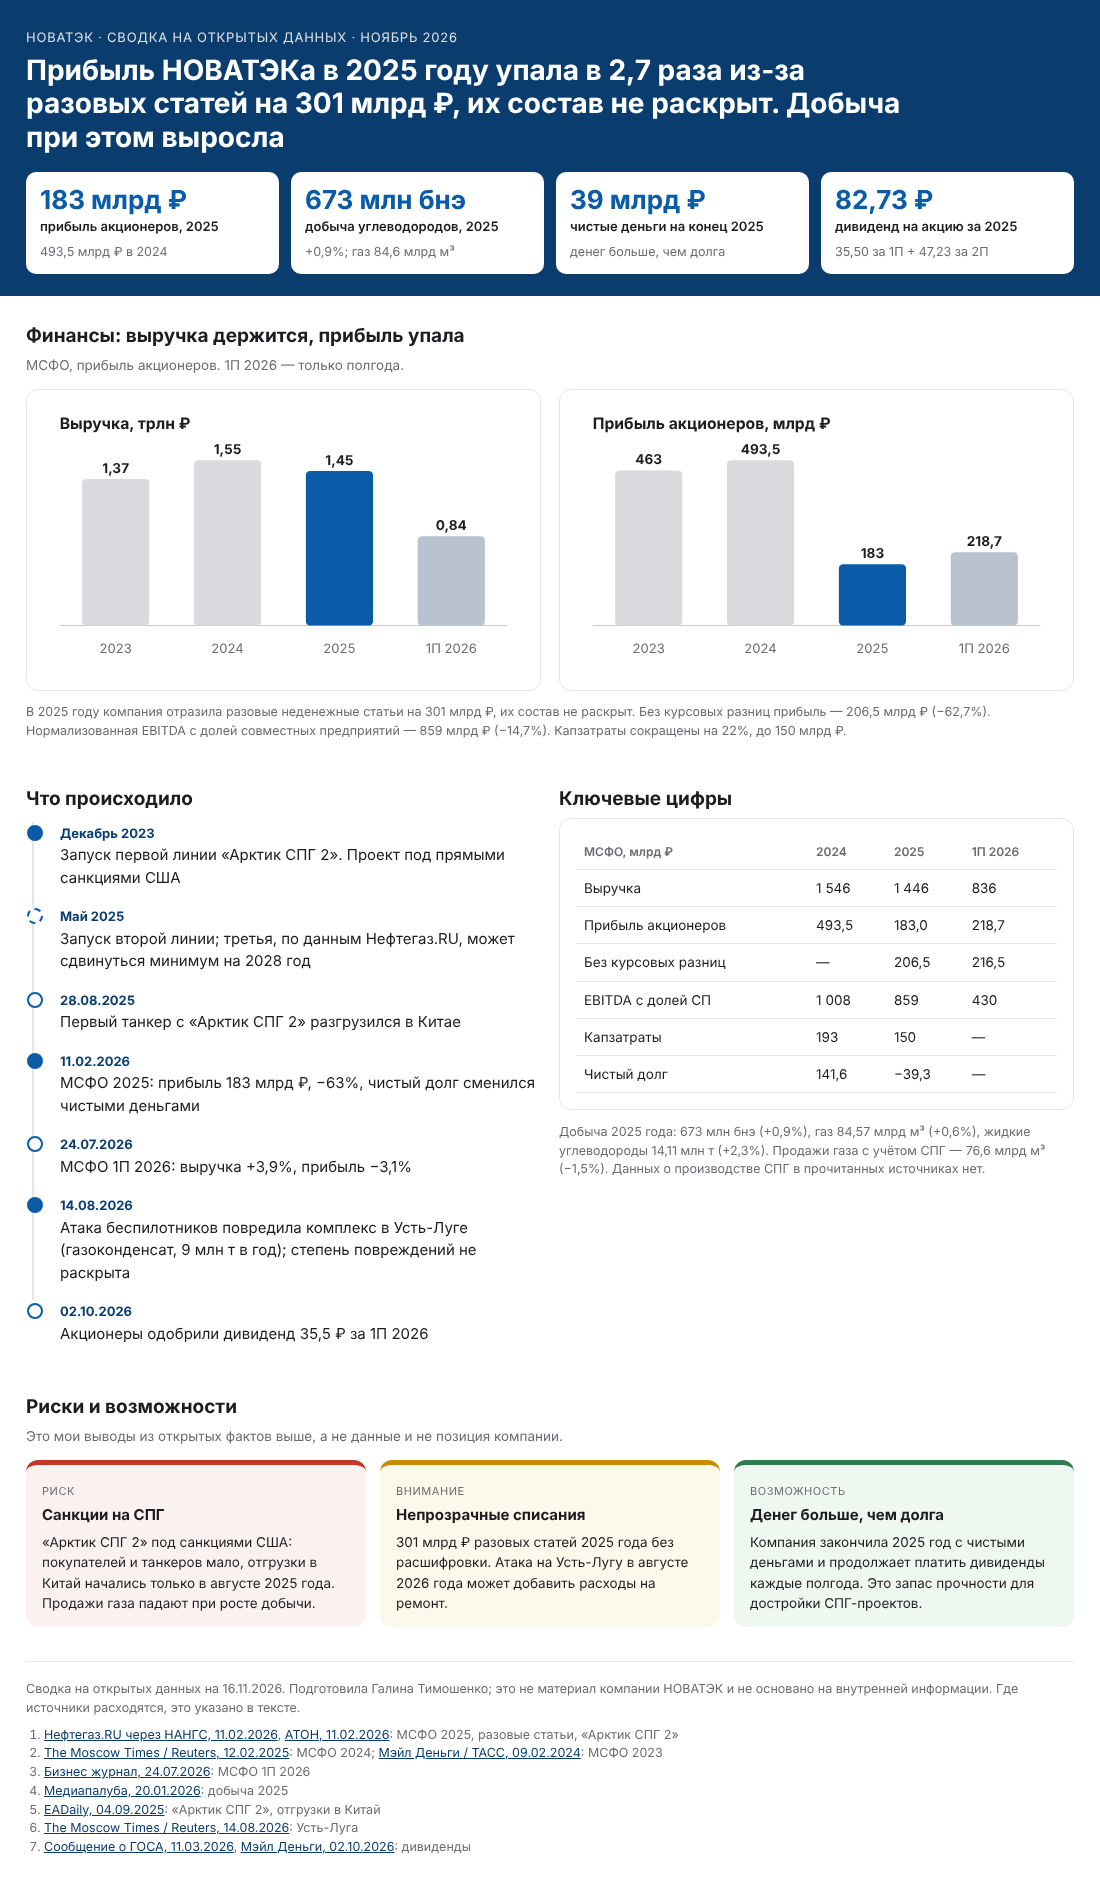 НОВАТЭК · СВОДКА НА ОТКРЫТЫХ ДАННЫХ · НОЯБРЬ 2026
Прибыль НОВАТЭКа в 2025 году упала в 2,7 раза из-за
разовых статей на 301 млрд ₽, их состав не раскрыт. Добыча
при этом выросла
183 млрд ₽
прибыль акционеров, 2025
493,5 млрд ₽ в 2024
673 млн бнэ
добыча углеводородов, 2025
+0,9%; газ 84,6 млрд м³
39 млрд ₽
чистые деньги на конец 2025
денег больше, чем долга
82,73 ₽
дивиденд на акцию за 2025
35,50 за 1П + 47,23 за 2П
Финансы: выручка держится, прибыль упала
МСФО, прибыль акционеров. 1П 2026 — только полгода.
Выручка, трлн ₽
1,37
1,55
1,45
0,84
2023
2024
2025
1П 2026
Прибыль акционеров, млрд ₽
463
493,5
183
218,7
2023
2024
2025
1П 2026
В 2025 году компания отразила разовые неденежные статьи на 301 млрд ₽, их состав не раскрыт. Без курсовых разниц прибыль — 206,5 млрд ₽ (−62,7%).
Нормализованная EBITDA с долей совместных предприятий — 859 млрд ₽ (−14,7%). Капзатраты сокращены на 22%, до 150 млрд ₽.
Что происходило
Декабрь 2023
Запуск первой линии «Арктик СПГ 2». Проект под прямыми
санкциями США
Май 2025
Запуск второй линии; третья, по данным Нефтегаз.RU, может
сдвинуться минимум на 2028 год
28.08.2025
Первый танкер с «Арктик СПГ 2» разгрузился в Китае
11.02.2026
МСФО 2025: прибыль 183 млрд ₽, −63%, чистый долг сменился
чистыми деньгами
24.07.2026
МСФО 1П 2026: выручка +3,9%, прибыль −3,1%
14.08.2026
Атака беспилотников повредила комплекс в Усть-Луге
(газоконденсат, 9 млн т в год); степень повреждений не
раскрыта
02.10.2026
Акционеры одобрили дивиденд 35,5 ₽ за 1П 2026
Ключевые цифры
МСФО, млрд ₽ 2024 2025 1П 2026
Выручка 1 546 1 446 836
Прибыль акционеров 493,5 183,0 218,7
Без курсовых разниц — 206,5 216,5
EBITDA с долей СП 1 008 859 430
Капзатраты 193 150 —
Чистый долг 141,6 −39,3 —
Добыча 2025 года: 673 млн бнэ (+0,9%), газ 84,57 млрд м³ (+0,6%), жидкие
углеводороды 14,11 млн т (+2,3%). Продажи газа с учётом СПГ — 76,6 млрд м³
(−1,5%). Данных о производстве СПГ в прочитанных источниках нет.
Риски и возможности
Это мои выводы из открытых фактов выше, а не данные и не позиция компании.
РИСК
Санкции на СПГ
«Арктик СПГ 2» под санкциями США:
покупателей и танкеров мало, отгрузки в
Китай начались только в августе 2025 года.
Продажи газа падают при росте добычи.
ВНИМАНИЕ
Непрозрачные списания
301 млрд ₽ разовых статей 2025 года без
расшифровки. Атака на Усть-Лугу в августе
2026 года может добавить расходы на
ремонт.
ВОЗМОЖНОСТЬ
Денег больше, чем долга
Компания закончила 2025 год с чистыми
деньгами и продолжает платить дивиденды
каждые полгода. Это запас прочности для
достройки СПГ-проектов.
Сводка на открытых данных на 16.11.2026. Подготовила Галина Тимошенко; это не материал компании НОВАТЭК и не основано на внутренней информации. Где
источники расходятся, это указано в тексте.
1. Нефтегаз.RU через НАНГС, 11.02.2026, АТОН, 11.02.2026: МСФО 2025, разовые статьи, «Арктик СПГ 2»
2. The Moscow Times / Reuters, 12.02.2025: МСФО 2024; Мэйл Деньги / ТАСС, 09.02.2024: МСФО 2023
3. Бизнес журнал, 24.07.2026: МСФО 1П 2026
4. Медиапалуба, 20.01.2026: добыча 2025
5. EADaily, 04.09.2025: «Арктик СПГ 2», отгрузки в Китай
6. The Moscow Times / Reuters, 14.08.2026: Усть-Луга
7. Сообщение о ГОСА, 11.03.2026, Мэйл Деньги, 02.10.2026: дивиденды